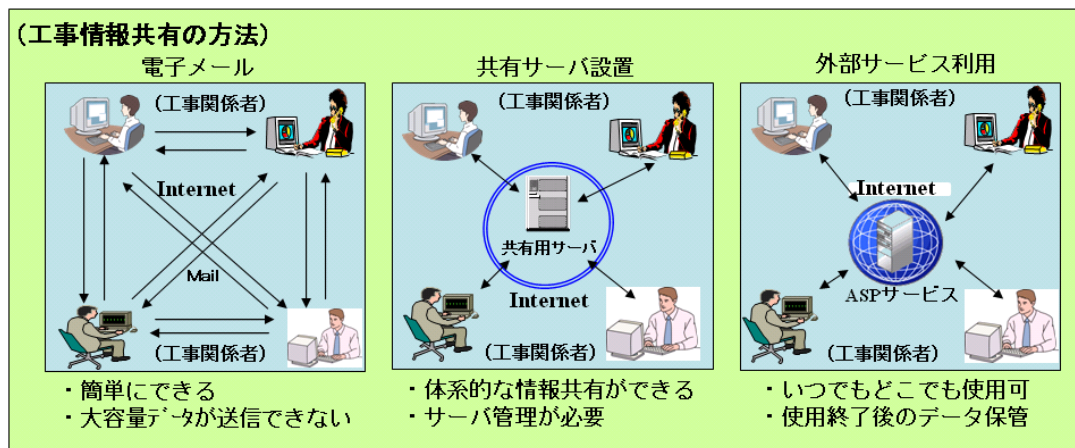 （工事情報共有の方法）
電子メール
（工事関係者）
Internet
Mail
（工事関係者）
・簡単にできる
・大容量ﾃﾞｰﾀが送信できない
共有サーバ設置
（工事関係者）
共有用サーバ
Internet
（工事関係者）
・体系的な情報共有ができる
・サーバ管理が必要
外部サービス利用
（工事関係者）
Internet
ASPサービス
（工事関係者）
・いつでもどこでも使用可
・使用終了後のデータ保管